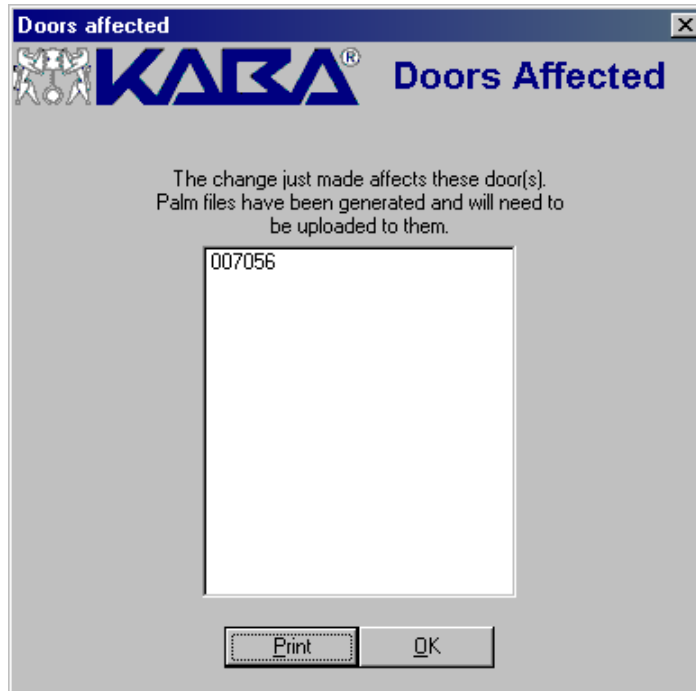 Doors affected
KABA® Doors Affected
The change just made affects these door(s).
Palm files have been generated and will need to
be uploaded to them.
007056
Print OK